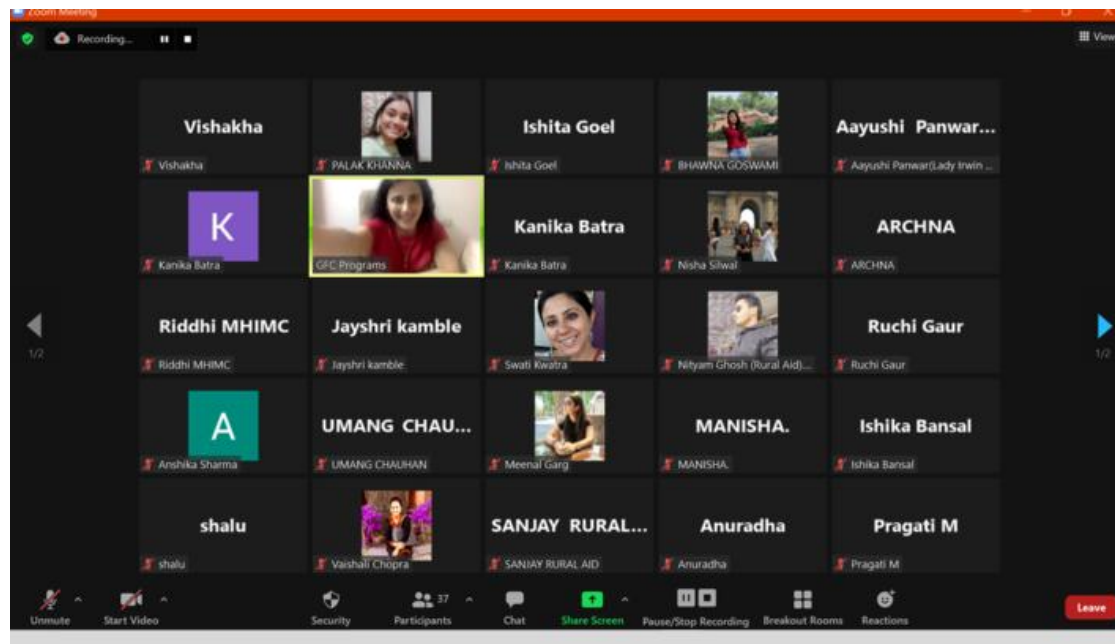 Zoom Meeting
Recording...
View
Vishakha
Vishakha
PALAK KHANNA
Ishita Goel
Ishita Goel
BHAWNA GOSWAMI
Aayushi Panwar...
Aayushi Panwar(Lady Irwin ...
K
Kanika Batra
GFC Programs
Kanika Batra
Kanika Batra
Nisha Silwal
ARCHNA
ARCHNA
1/2
Riddhi MHIMC
Riddhi MHIMC
Jayshri kamble
Jayshri kamble
Swati Kwatra
Nityam Ghosh (Rural Aid)...
Ruchi Gaur
Ruchi Gaur
1/2
A
Anshika Sharma
UMANG CHAU...
UMANG CHAUHAN
Meenal Garg
MANISHA.
MANISHA.
Ishika Bansal
Ishika Bansal
shalu
shalu
Vaishali Chopra
SANJAY RURAL...
SANJAY RURAL AID
Anuradha
Anuradha
Pragati M
Pragati M
Unmute
Start Video
Security
37
Participants
Chat
Share Screen
Pause/Stop Recording
Breakout Rooms
Reactions
Leave